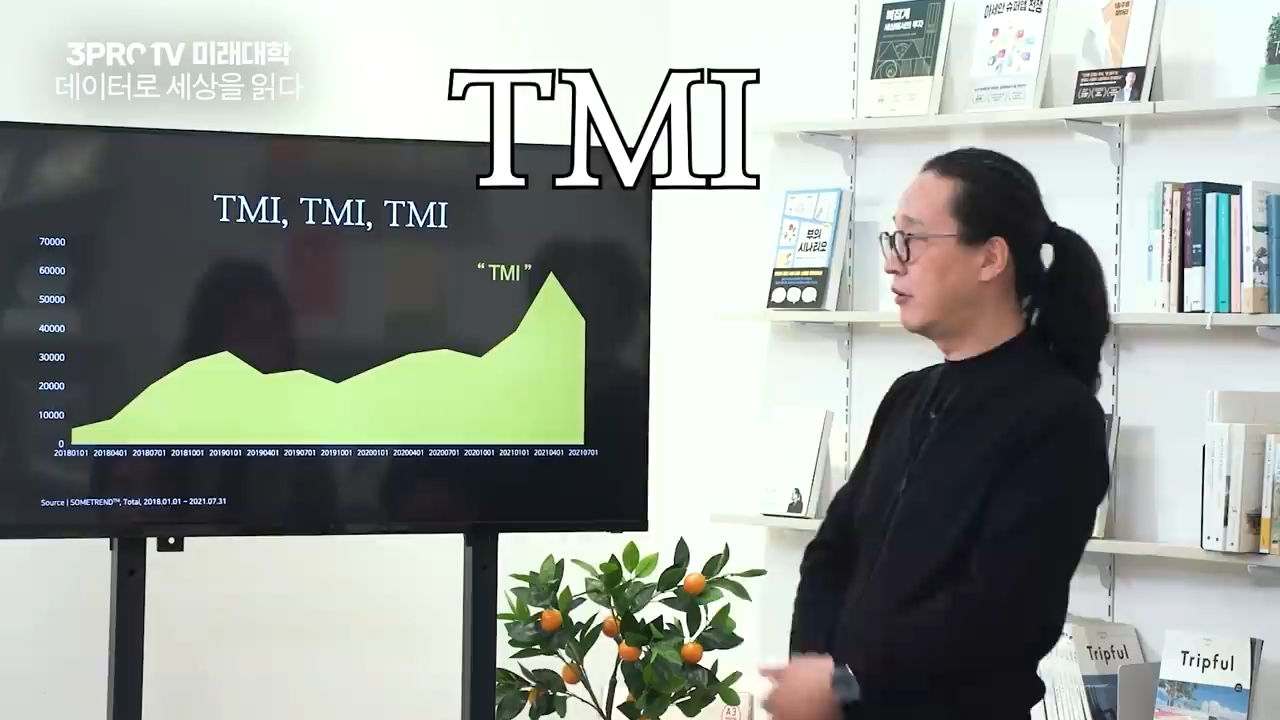 3PRO TV 미래대학
데이터로 세상을 읽다
TMI
TMI, TMI, TMI
70000
60000
50000
40000
30000
20000
10000
0
“ TMI ”
20180101 20180401 20180701 20181001 20190101 20190401 20190701 20191001 20200101 20200401 20200701 20201001 20210101 20210401 20210701
Source | SOMETREND™, Total, 2018.01.01 – 2021.07.31
부의
시나리오
Tripful
Tripful
A3